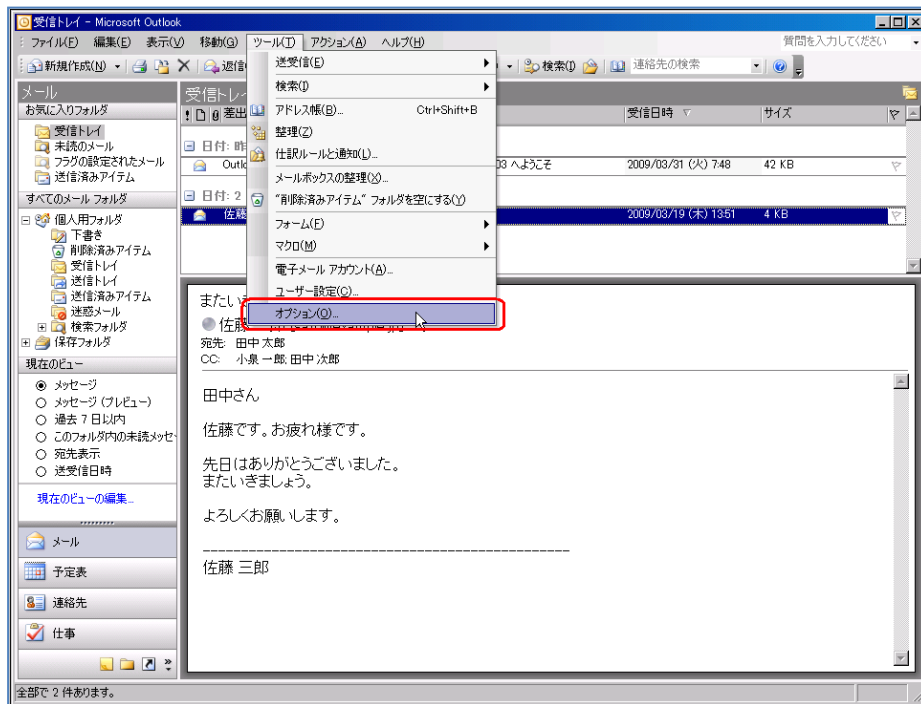 受信トレイ - Microsoft Outlook
ファイル(F) 編集(E) 表示(V) 移動(G) ツール(T) アクション(A) ヘルプ(H) 質問を入力してください
新規作成(N) 返信 検索(I) 連絡先の検索
メール
お気に入りフォルダ
受信トレイ
未読のメール
フラグの設定されたメール
送信済みアイテム
すべてのメール フォルダ
個人用フォルダ
下書き
削除済みアイテム
受信トレイ
送信トレイ
送信済みアイテム
迷惑メール
検索フォルダ
保存フォルダ
現在のビュー
メッセージ
メッセージ (プレビュー)
過去 7 日以内
このフォルダ内の未読メッセ
宛先表示
送受信日時
現在のビューの編集...
メール
予定表
連絡先
仕事
全部で 2 件あります。
送受信(E)
検索(I)
アドレス帳(B)... Ctrl+Shift+B
整理(Z)
仕訳ルールと通知(L)...
メールボックスの整理(X)...
"削除済みアイテム" フォルダを空にする(Y)
フォーム(F)
マクロ(M)
電子メール アカウント(A)...
ユーザー設定(C)...
オプション(O)...
受信トレイ
差出 受信日時 サイズ
日付: 昨
Outlo 03 へようこそ 2009/03/31 (火) 7:48 42 KB
日付: 2
佐藤 2009/03/19 (木) 13:51 4 KB
またい
佐藤
宛先: 田中 太郎
CC: 小泉 一郎; 田中 次郎
田中さん
佐藤です。お疲れ様です。
先日はありがとうございました。
またいきましょう。
よろしくお願いします。
佐藤 三郎